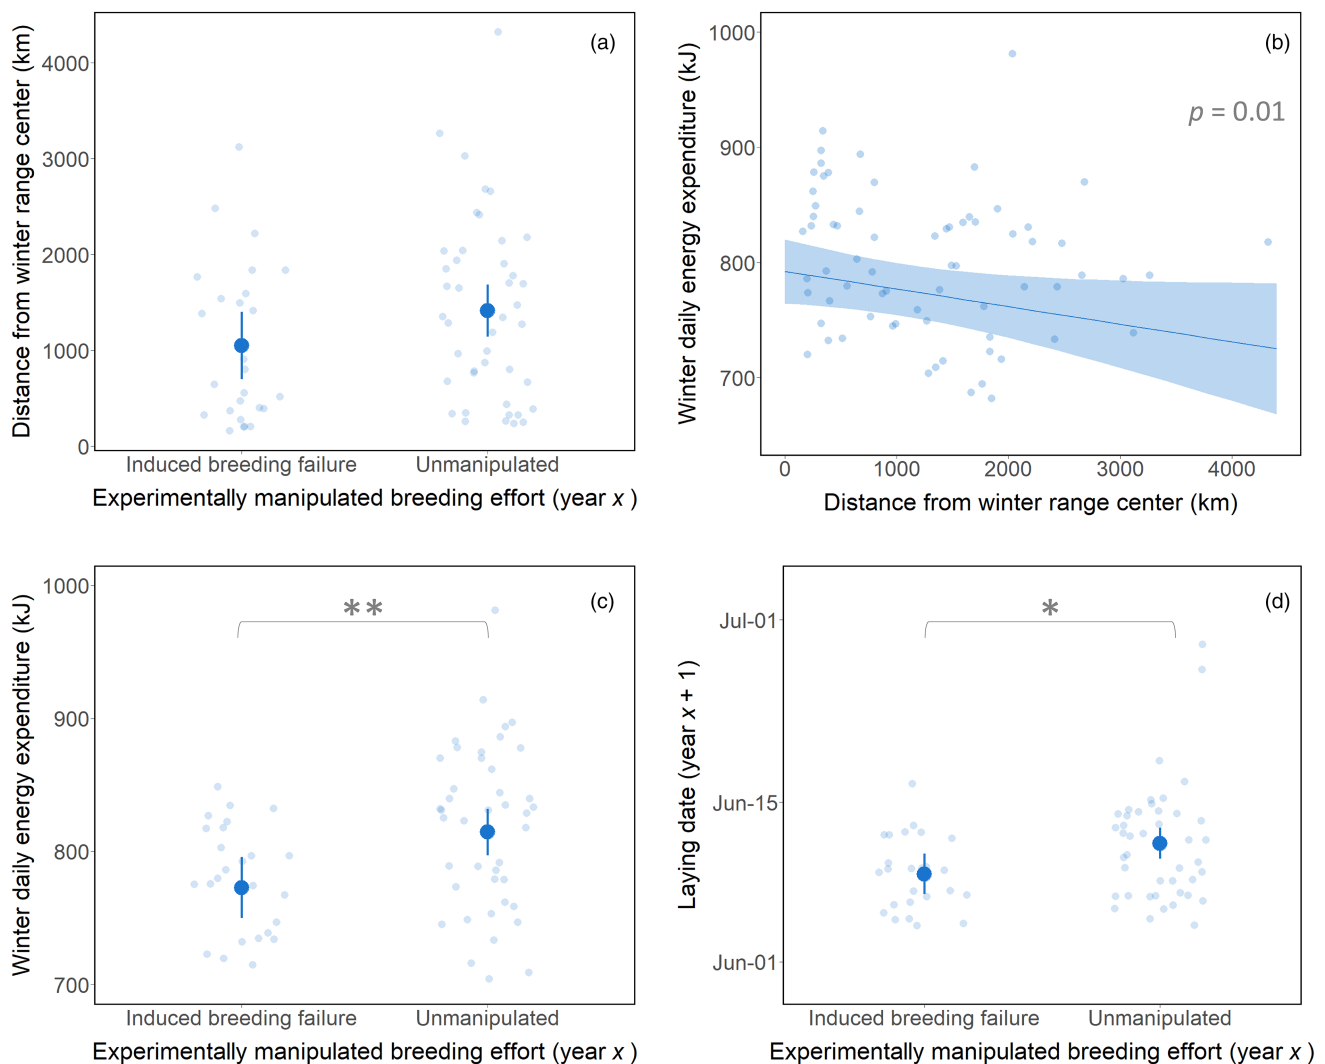 (a)
Distance from winter range center (km)
4000
3000
2000
1000
0
Induced breeding failure
Unmanipulated
Experimentally manipulated breeding effort (year x )
(b)
p = 0.01
Winter daily energy expenditure (kJ)
1000
900
800
700
0
1000
2000
3000
4000
Distance from winter range center (km)
(c)
**
Winter daily energy expenditure (kJ)
1000
900
800
700
Induced breeding failure
Unmanipulated
Experimentally manipulated breeding effort (year x )
(d)
*
Laying date (year x + 1)
Jul-01
Jun-15
Jun-01
Induced breeding failure
Unmanipulated
Experimentally manipulated breeding effort (year x )